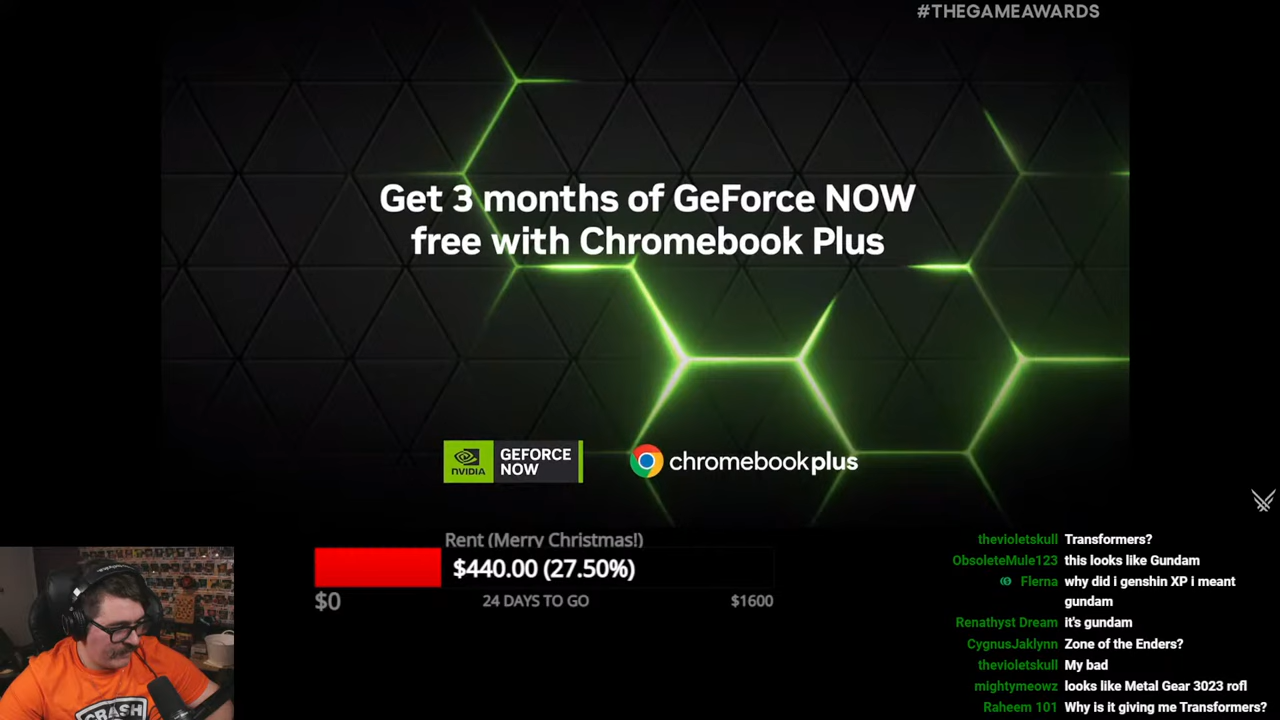 #THEGAMEAWARDS
Get 3 months of GeForce NOW
free with Chromebook Plus
NVIDIA
GEFORCE
NOW
chromebookplus
Rent (Merry Christmas!)
$440.00 (27.50%)
$0
24 DAYS TO GO
$1600
thevioletskull Transformers?
ObsoleteMule123 this looks like Gundam
Flerna why did i genshin XP i meant
gundam
Renathyst Dream it's gundam
CygnusJaklynn Zone of the Enders?
thevioletskull My bad
mightymeowz looks like Metal Gear 3023 rofl
Raheem 101 Why is it giving me Transformers?
CRASH